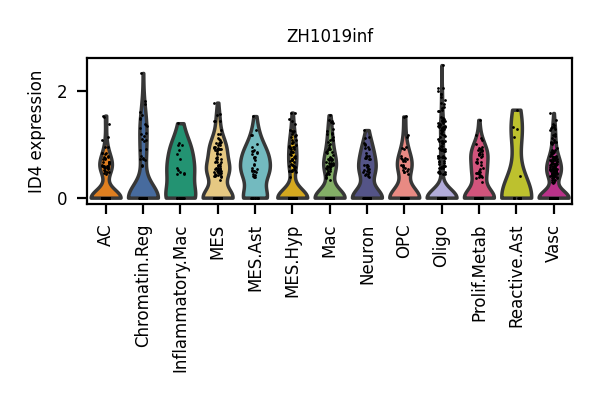 ZH1019inf
ID4 expression
2
0
AC
Chromatin.Reg
Inflammatory.Mac
MES
MES.Ast
MES.Hyp
Mac
Neuron
OPC
Oligo
Prolif.Metab
Reactive.Ast
Vasc